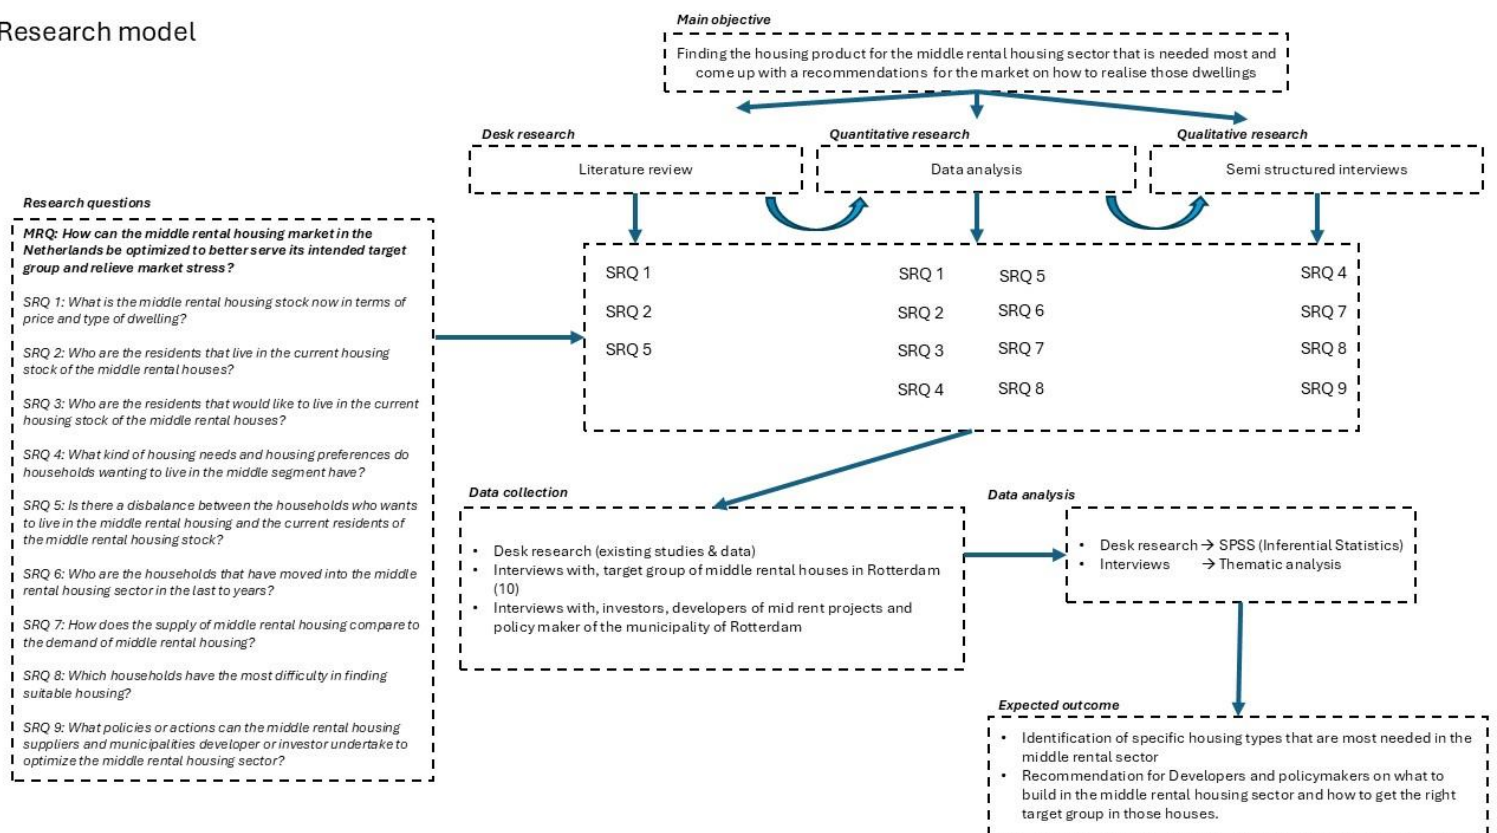 Research model
Main objective
Finding the housing product for the middle rental housing sector that is needed most and
come up with a recommendations for the market on how to realise those dwellings
Desk research
Literature review
Quantitative research
Data analysis
Qualitative research
Semi structured interviews
Research questions
MRQ: How can the middle rental housing market in the
Netherlands be optimized to better serve its intended target
group and relieve market stress?
SRQ 1: What is the middle rental housing stock now in terms of
price and type of dwelling?
SRQ 2: Who are the residents that live in the current housing
stock of the middle rental houses?
SRQ 3: Who are the residents that would like to live in the current
housing stock of the middle rental houses?
SRQ 4: What kind of housing needs and housing preferences do
households wanting to live in the middle segment have?
SRQ 5: Is there a disbalance between the households who wants
to live in the middle rental housing and the current residents of
the middle rental housing stock?
SRQ 6: Who are the households that have moved into the middle
rental housing sector in the last to years?
SRQ 7: How does the supply of middle rental housing compare to
the demand of middle rental housing?
SRQ 8: Which households have the most difficulty in finding
suitable housing?
SRQ 9: What policies or actions can the middle rental housing
suppliers and municipalities developer or investor undertake to
optimize the middle rental housing sector?
SRQ 1
SRQ 2
SRQ 5
SRQ 1
SRQ 2
SRQ 3
SRQ 4
SRQ 5
SRQ 6
SRQ 7
SRQ 8
SRQ 4
SRQ 7
SRQ 8
SRQ 9
Data collection
• Desk research (existing studies & data)
• Interviews with, target group of middle rental houses in Rotterdam
(10)
• Interviews with, investors, developers of mid rent projects and
policy maker of the municipality of Rotterdam
Data analysis
• Desk research → SPSS (Inferential Statistics)
• Interviews → Thematic analysis
Expected outcome
• Identification of specific housing types that are most needed in the
middle rental sector
• Recommendation for Developers and policymakers on what to
build in the middle rental housing sector and how to get the right
target group in those houses.